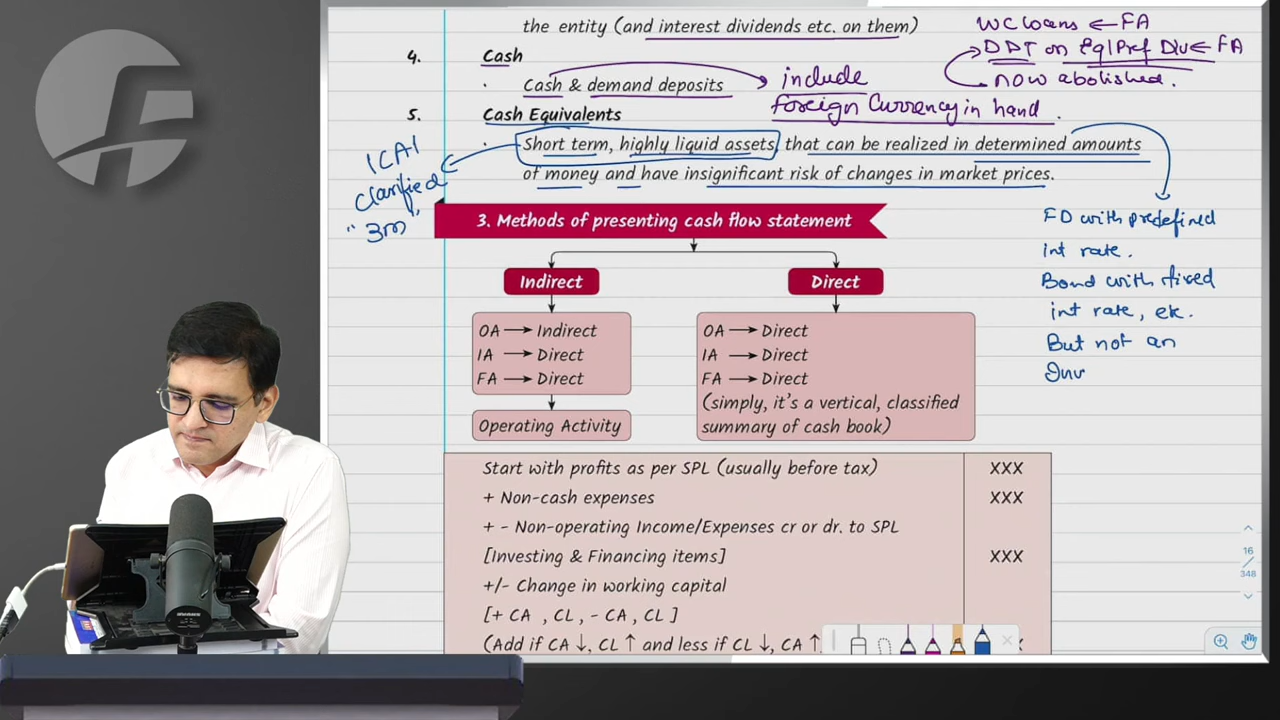 the entity (and interest dividends etc. on them)
WC loans ← FA
DDT on Eq/Pref Div ← FA
now abolished.
4. Cash
. Cash & demand deposits
include
foreign currency in hand.
5. Cash Equivalents
. Short term, highly liquid assets, that can be realized in determined amounts
of money and have insignificant risk of changes in market prices.
ICAI
clarified
"3m"
FD with predefined
int rate.
Bond with fixed
int rate, etc.
But not an
Inv
3. Methods of presenting cash flow statement
Indirect
OA → Indirect
IA → Direct
FA → Direct
Operating Activity
Direct
OA → Direct
IA → Direct
FA → Direct
(simply, it's a vertical, classified
summary of cash book)
Start with profits as per SPL (usually before tax) XXX
+ Non-cash expenses XXX
+ - Non-operating Income/Expenses cr or dr. to SPL
[Investing & Financing items] XXX
+/- Change in working capital
[+ CA , CL , - CA , CL ]
(Add if CA ↓, CL ↑ and less if CL ↓, CA ↑
16
/
348